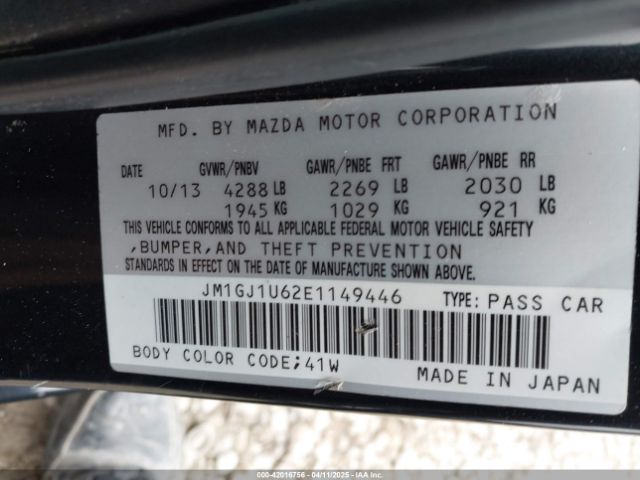 MFD. BY MAZDA MOTOR CORPORATION
DATE GVWR/PNBV GAWR/PNBE FRT GAWR/PNBE RR
10/13 4288 LB 2269 LB 2030 LB
1945 KG 1029 KG 921 KG
THIS VEHICLE CONFORMS TO ALL APPLICABLE FEDERAL MOTOR VEHICLE SAFETY
,BUMPER,AND THEFT PREVENTION
STANDARDS IN EFFECT ON THE DATE OF MANUFACTURE SHOWN ABOVE.
JM1GJ1U62E1149446 TYPE: PASS CAR
BODY COLOR CODE;41W
MADE IN JAPAN
000-42016756 04/11/2025 IAAI.com